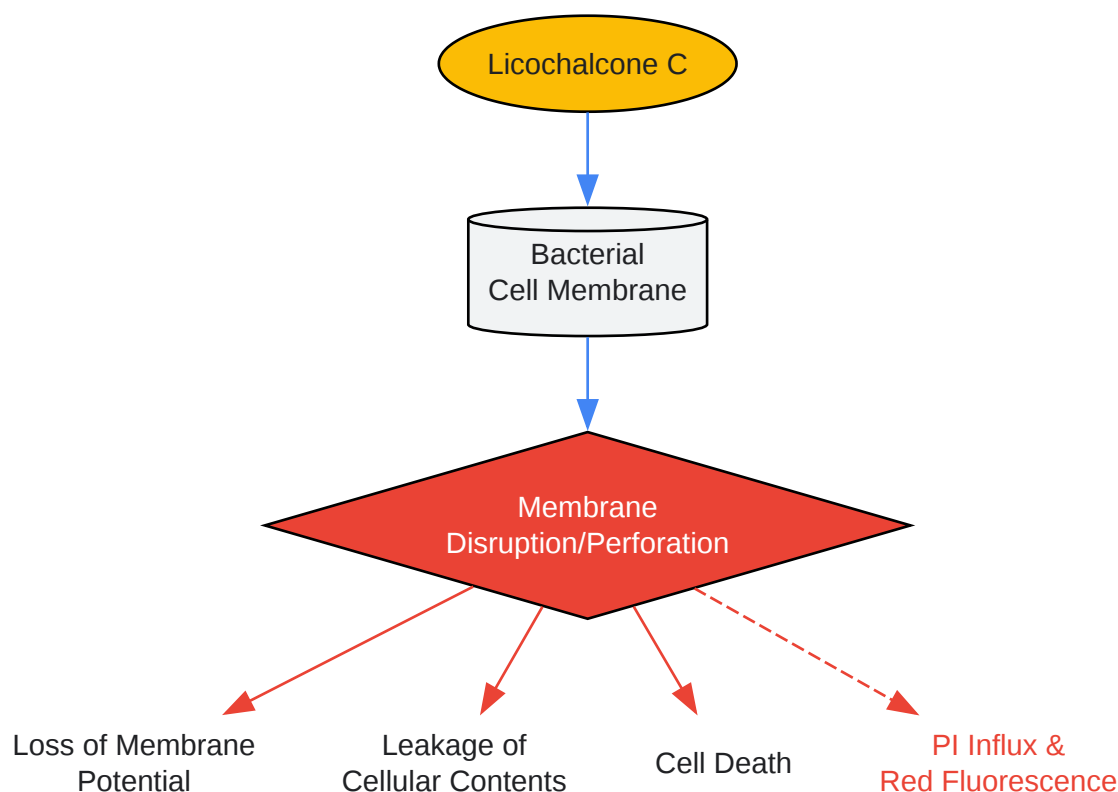 Licochalcone C
Bacterial
Cell Membrane
Membrane
Disruption/Perforation
Loss of Membrane
Potential
Leakage of
Cellular Contents
Cell Death
PI Influx &
Red Fluorescence